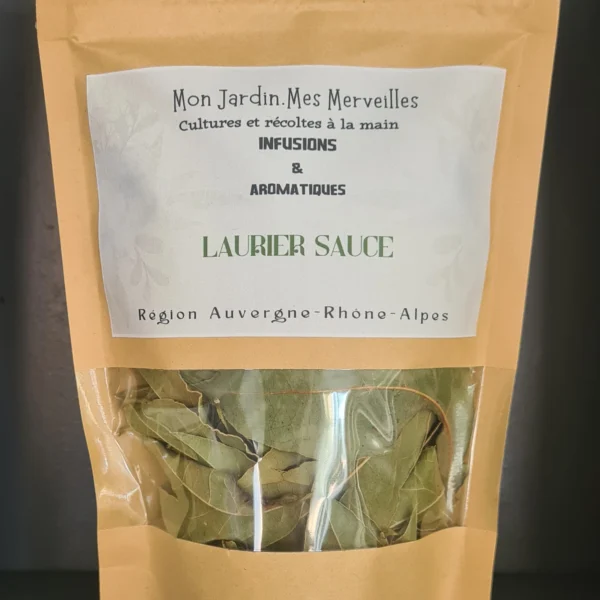 Mon Jardin.Mes Merveilles
Cultures et récoltes à la main
INFUSIONS
&
AROMATIQUES
LAURIER SAUCE
Région Auvergne-Rhône-Alpes